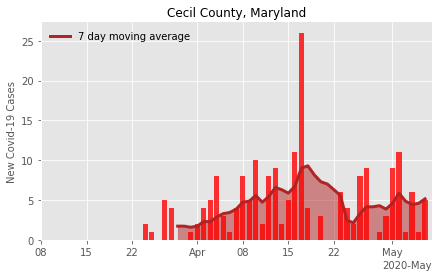 Cecil County, Maryland
7 day moving average
New Covid-19 Cases
25
20
15
10
5
0
08 15 22 Apr 08 15 22 May
2020-May